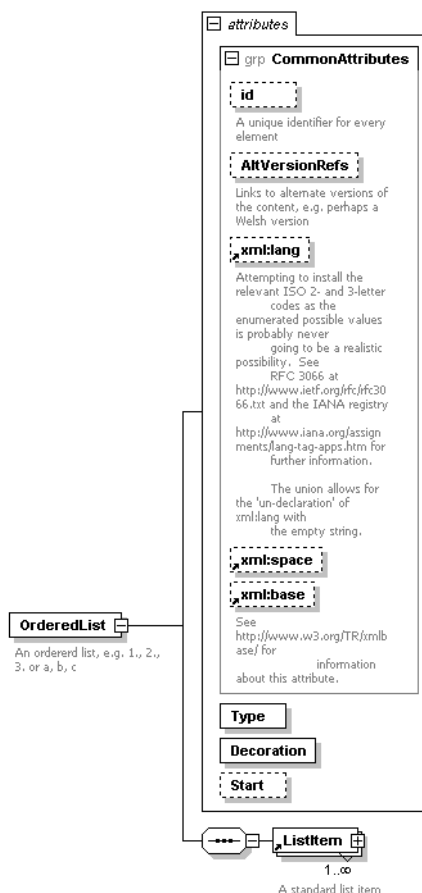 attributes
grp CommonAttributes
id
A unique identifier for every
element
AltVersionRefs
Links to alternate versions of
the content, e.g. perhaps a
Welsh version
xml:lang
Attempting to install the
relevant ISO 2- and 3-letter
codes as the
enumerated possible values
is probably never
going to be a realistic
possibility. See
RFC 3066 at
http://www.ietf.org/rfc/rfc30
66.txt and the IANA registry
at
http://www.iana.org/assign
ments/lang-tag-apps.htm for
further information.
The union allows for
the 'un-declaration' of
xml:lang with
the empty string.
xml:space
xml:base
See
http://www.w3.org/TR/xmlb
ase/ for
information
about this attribute.
OrderedList
An ordererd list, e.g. 1., 2.,
3. or a, b, c
Type
Decoration
Start
ListItem
1..∞
A standard list item